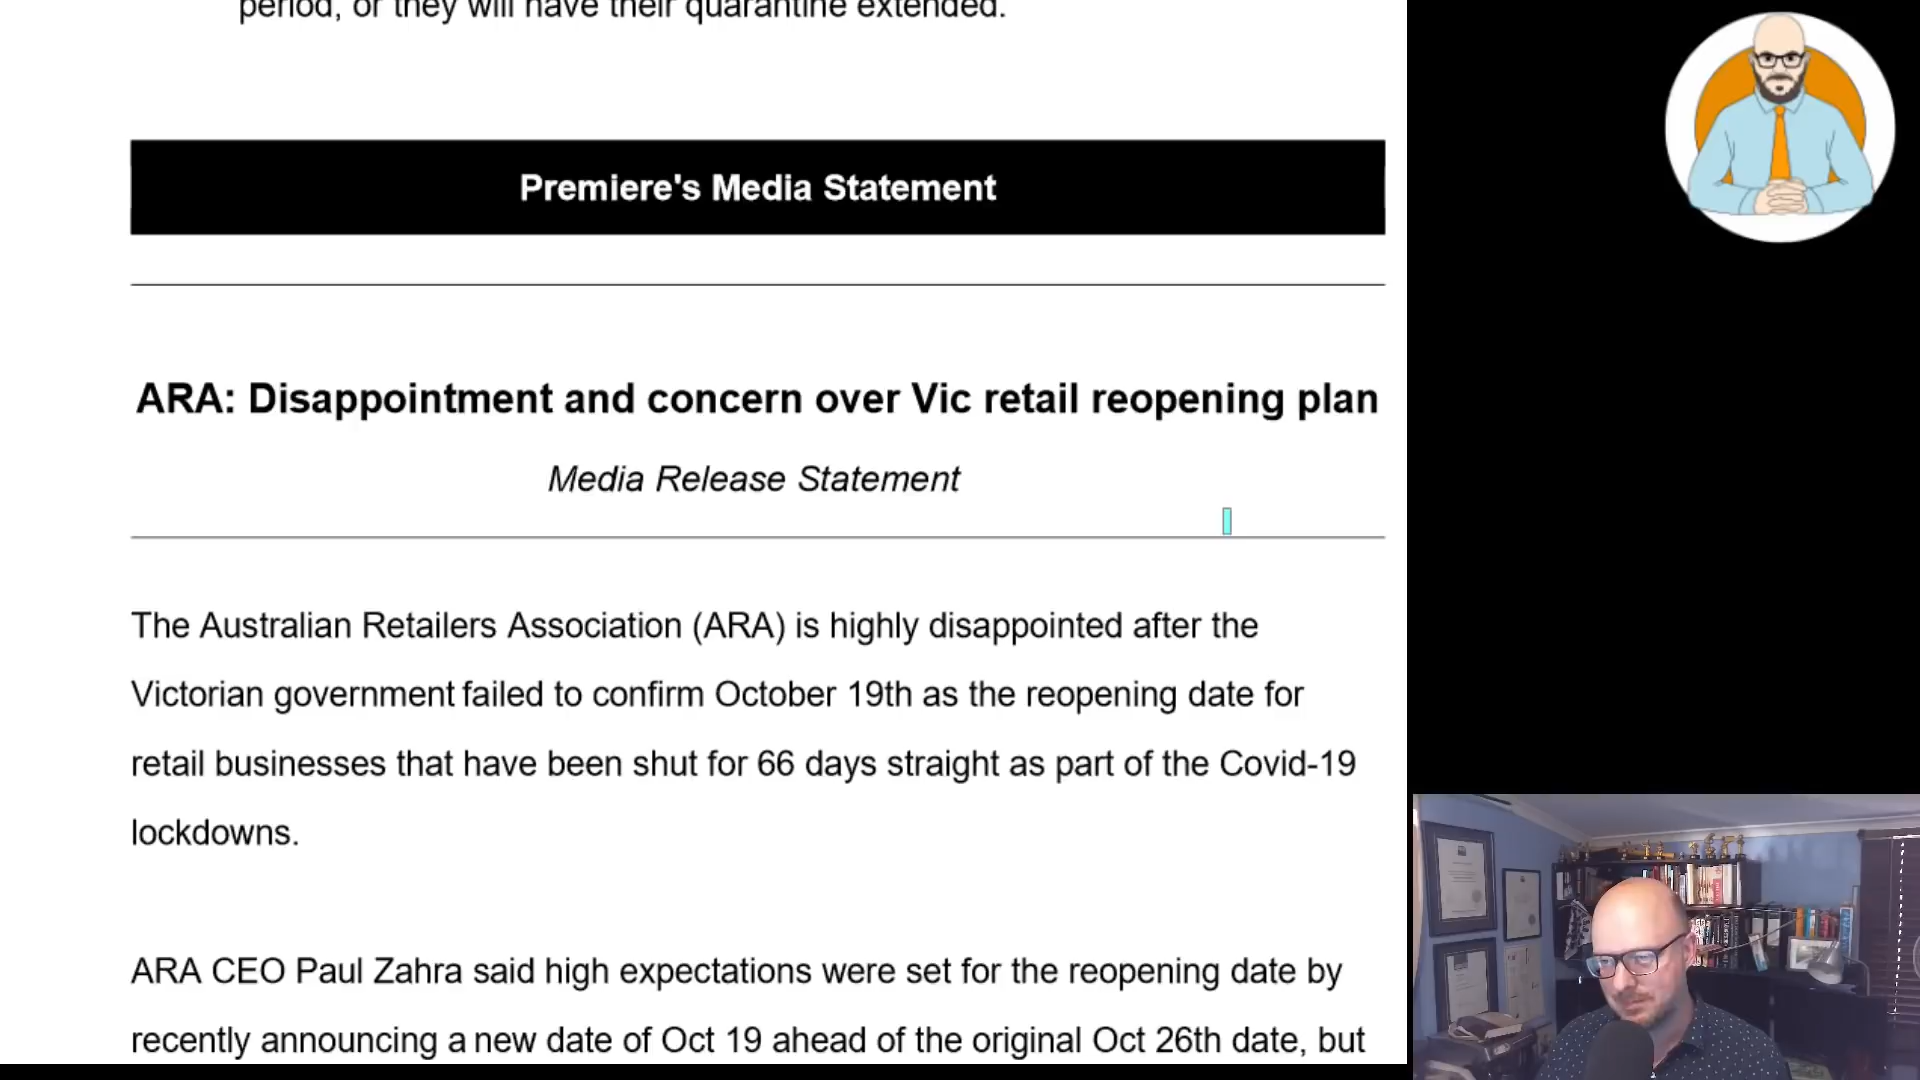 period, or they will have their quarantine extended.
Premiere's Media Statement
ARA: Disappointment and concern over Vic retail reopening plan
Media Release Statement
The Australian Retailers Association (ARA) is highly disappointed after the
Victorian government failed to confirm October 19th as the reopening date for
retail businesses that have been shut for 66 days straight as part of the Covid-19
lockdowns.
ARA CEO Paul Zahra said high expectations were set for the reopening date by
recently announcing a new date of Oct 19 ahead of the original Oct 26th date, but